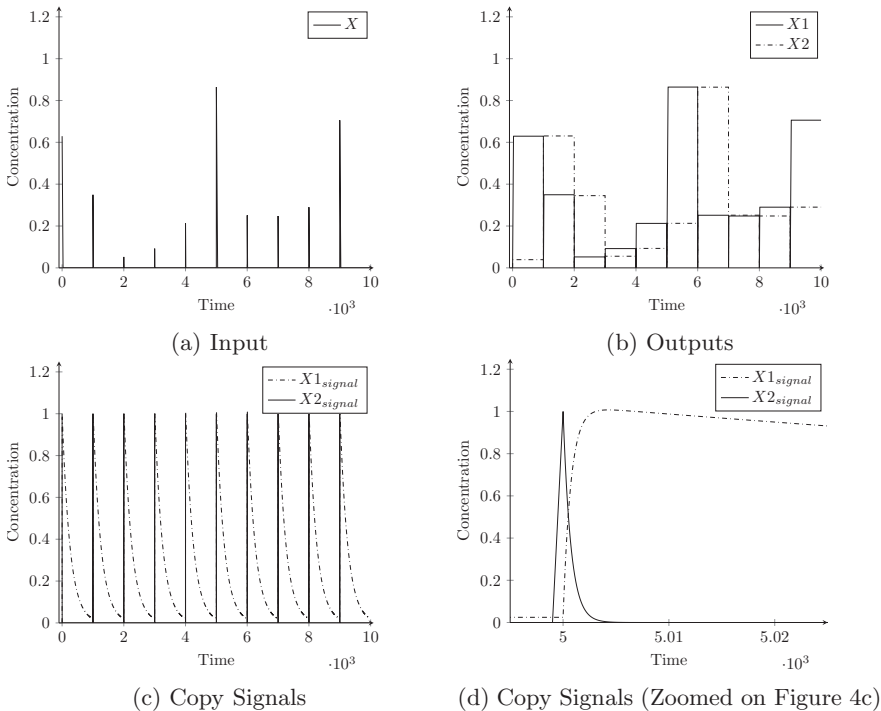 1.2
1
0.8
0.6
0.4
0.2
0
Concentration
X
0 2 4 6 8 10
Time
·10³
(a) Input
1.2
1
0.8
0.6
0.4
0.2
0
Concentration
X1
X2
0 2 4 6 8 10
Time
·10³
(b) Outputs
1.2
1
0.8
0.6
0.4
0.2
0
Concentration
X1signal
X2signal
0 2 4 6 8 10
Time
·10³
(c) Copy Signals
1.2
1
0.8
0.6
0.4
0.2
0
Concentration
X1signal
X2signal
5 5.01 5.02
Time
·10³
(d) Copy Signals (Zoomed on Figure 4c)